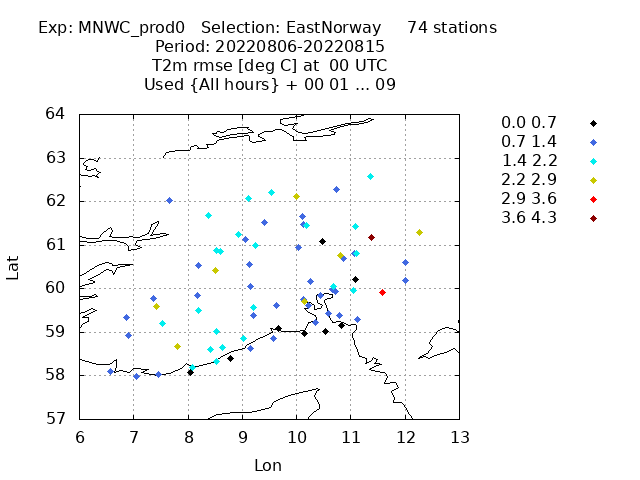 Exp: MNWC_prod0 Selection: EastNorway 74 stations
Period: 20220806-20220815
T2m rmse [deg C] at 00 UTC
Used {All hours} + 00 01 ... 09
64
63
62
61
60
59
58
57
Lat
6 7 8 9 10 11 12 13
Lon
0.0 0.7
0.7 1.4
1.4 2.2
2.2 2.9
2.9 3.6
3.6 4.3